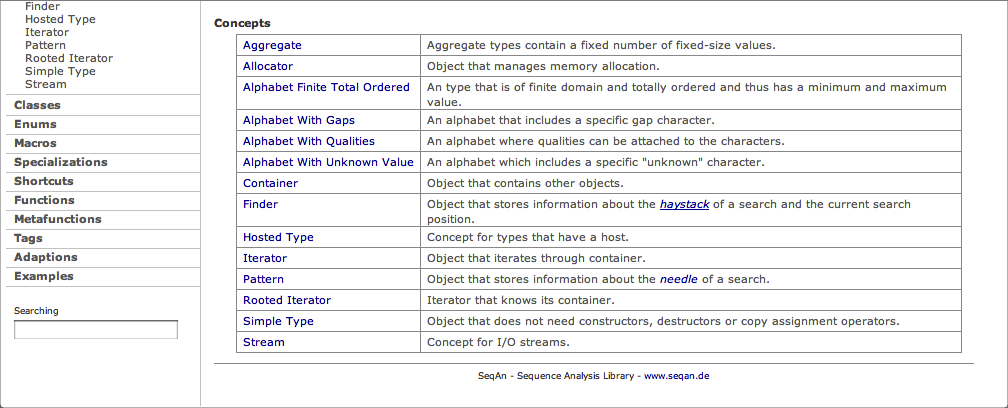 Finder
Hosted Type
Iterator
Pattern
Rooted Iterator
Simple Type
Stream
Classes
Enums
Macros
Specializations
Shortcuts
Functions
Metafunctions
Tags
Adaptions
Examples
Searching
Concepts
Aggregate Aggregate types contain a fixed number of fixed-size values.
Allocator Object that manages memory allocation.
Alphabet Finite Total Ordered An type that is of finite domain and totally ordered and thus has a minimum and maximum
value.
Alphabet With Gaps An alphabet that includes a specific gap character.
Alphabet With Qualities An alphabet where qualities can be attached to the characters.
Alphabet With Unknown Value An alphabet which includes a specific "unknown" character.
Container Object that contains other objects.
Finder Object that stores information about the haystack of a search and the current search
position.
Hosted Type Concept for types that have a host.
Iterator Object that iterates through container.
Pattern Object that stores information about the needle of a search.
Rooted Iterator Iterator that knows its container.
Simple Type Object that does not need constructors, destructors or copy assignment operators.
Stream Concept for I/O streams.
SeqAn - Sequence Analysis Library - www.seqan.de